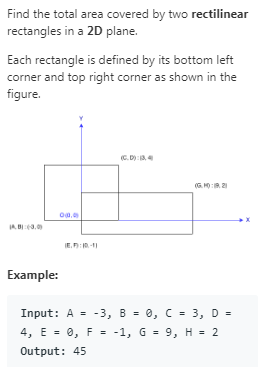 Find the total area covered by two rectilinear
rectangles in a 2D plane.
Each rectangle is defined by its bottom left
corner and top right corner as shown in the
figure.
Y
(C, D) : (3, 4)
(G, H) : (9, 2)
O(0, 0)
X
(A, B) : (-3, 0)
(E, F) : (0, -1)
Example:
Input: A = -3, B = 0, C = 3, D =
4, E = 0, F = -1, G = 9, H = 2
Output: 45